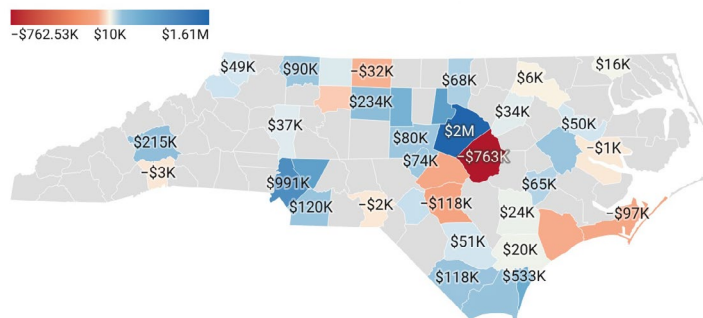 −$762.53K $10K $1.61M
$49K $90K −$32K $68K $6K $16K
$234K $34K
$37K $80K $2M $50K
$215K $74K −$763K −$1K
−$3K $991K $65K
$120K −$2K −$118K $24K −$97K
$51K $20K
$118K $533K